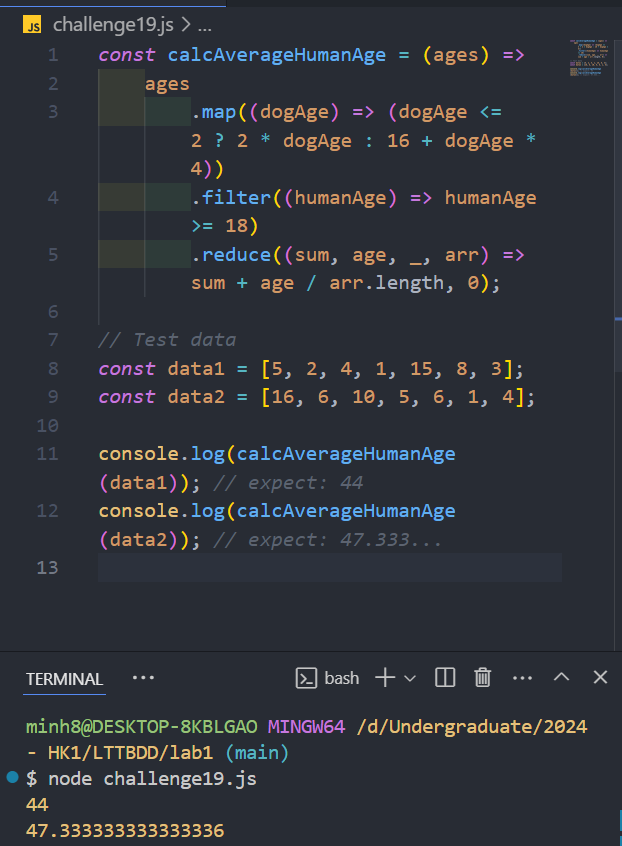 JS challenge19.js > ...
1 const calcAverageHumanAge = (ages) =>
2 ages
3 .map((dogAge) => (dogAge <=
2 ? 2 * dogAge : 16 + dogAge *
4))
4 .filter((humanAge) => humanAge
>= 18)
5 .reduce((sum, age, _, arr) =>
sum + age / arr.length, 0);
6
7 // Test data
8 const data1 = [5, 2, 4, 1, 15, 8, 3];
9 const data2 = [16, 6, 10, 5, 6, 1, 4];
10
11 console.log(calcAverageHumanAge
(data1)); // expect: 44
12 console.log(calcAverageHumanAge
(data2)); // expect: 47.333...
13
TERMINAL ··· bash ···
minh8@DESKTOP-8KBLGAO MINGW64 /d/Undergraduate/2024
- HK1/LTTBDD/lab1 (main)
$ node challenge19.js
44
47.333333333333336